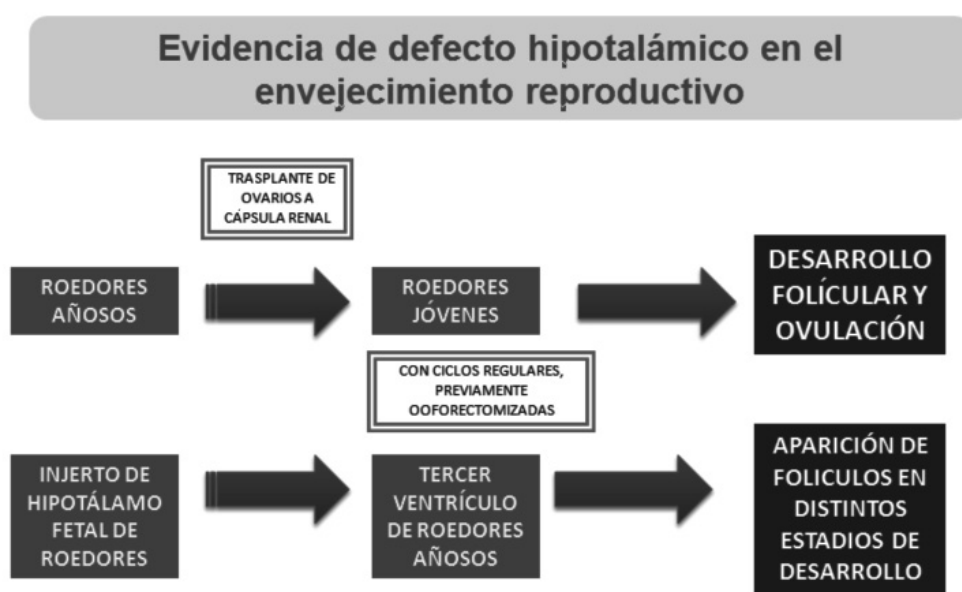 Evidencia de defecto hipotalámico en el
envejecimiento reproductivo
TRASPLANTE DE
OVARIOS A
CÁPSULA RENAL
ROEDORES
AÑOSOS
ROEDORES
JÓVENES
DESARROLLO
FOLÍCULAR Y
OVULACIÓN
CON CICLOS REGULARES,
PREVIAMENTE
OOFORECTOMIZADAS
INJERTO DE
HIPOTÁLAMO
FETAL DE
ROEDORES
TERCER
VENTRÍCULO
DE ROEDORES
AÑOSOS
APARICIÓN DE
FOLICULOS EN
DISTINTOS
ESTADIOS DE
DESARROLLO